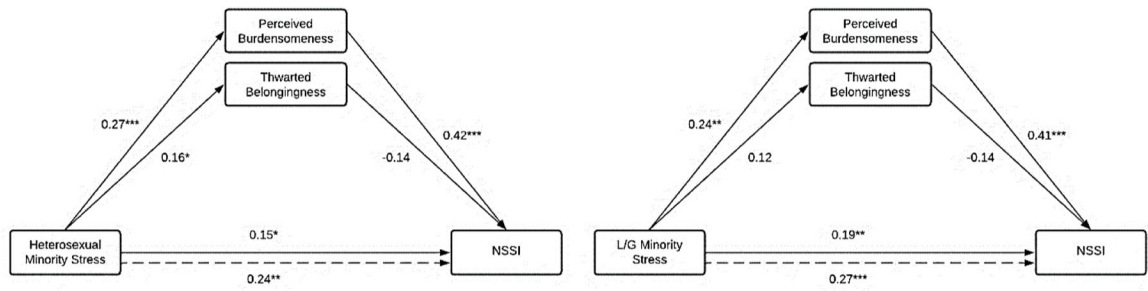 Perceived
Burdensomeness
Thwarted
Belongingness
0.27***
0.16*
0.42***
-0.14
Heterosexual
Minority Stress
0.15*
0.24**
NSSI
Perceived
Burdensomeness
Thwarted
Belongingness
0.24**
0.12
0.41***
-0.14
L/G Minority
Stress
0.19**
0.27***
NSSI